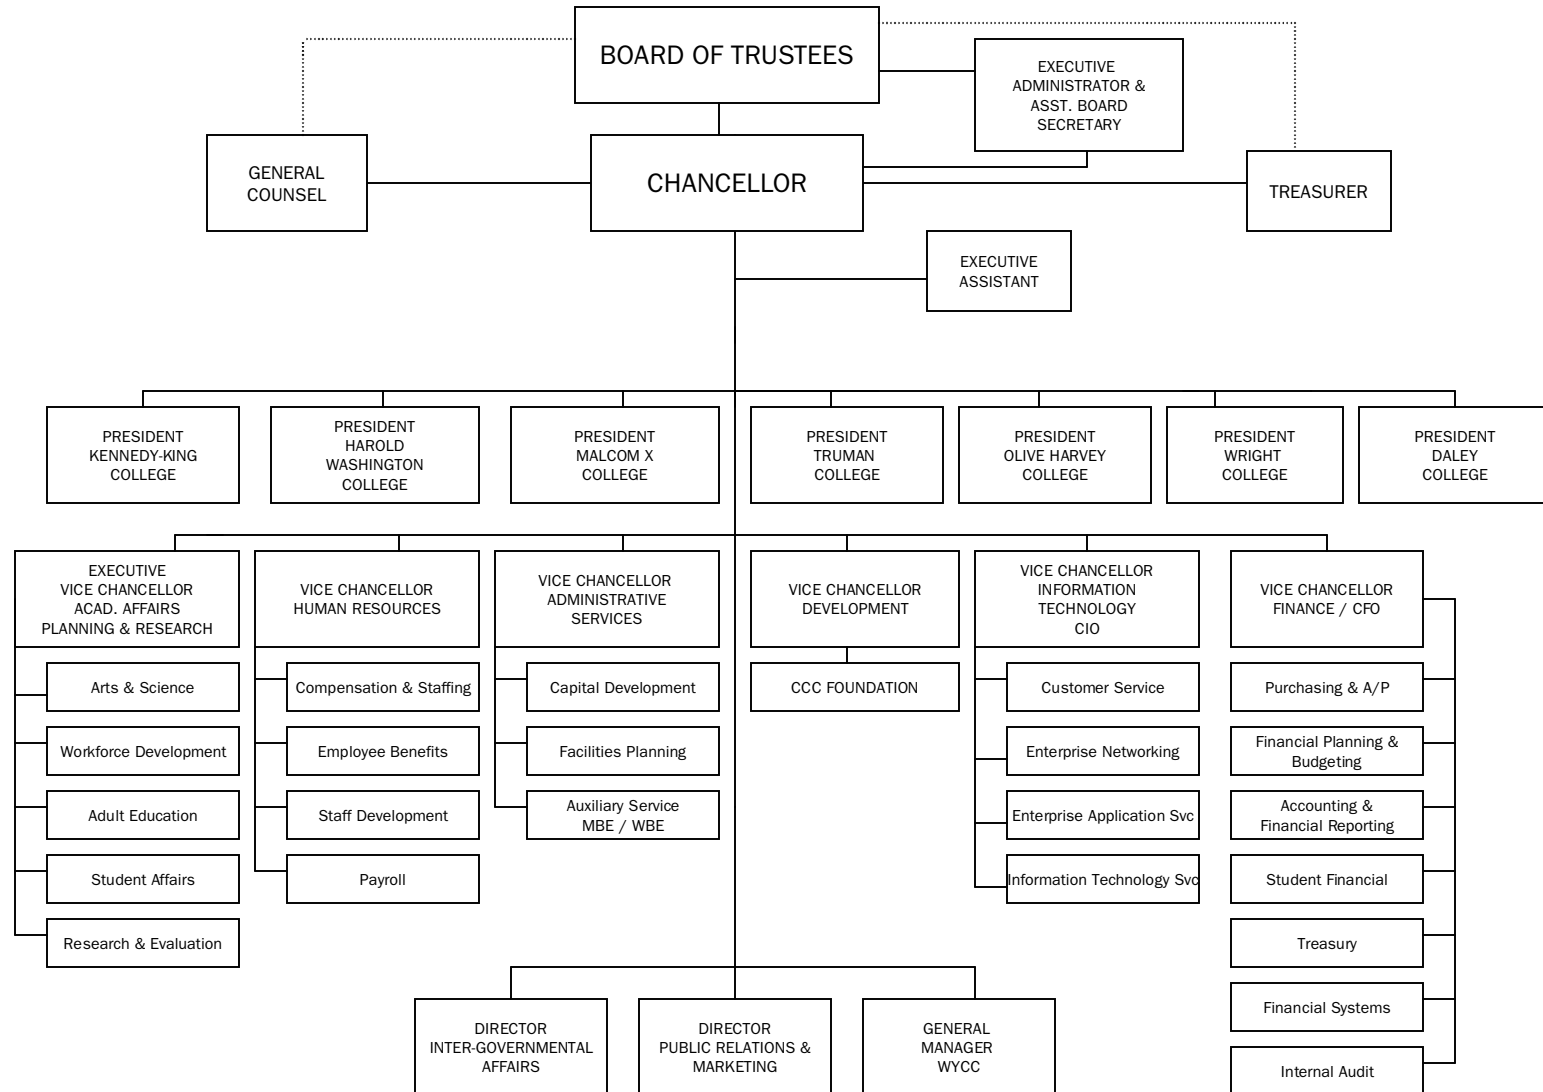 BOARD OF TRUSTEES
EXECUTIVE
ADMINISTRATOR &
ASST. BOARD
SECRETARY
GENERAL
COUNSEL
CHANCELLOR
TREASURER
EXECUTIVE
ASSISTANT
PRESIDENT
KENNEDY-KING
COLLEGE
PRESIDENT
HAROLD
WASHINGTON
COLLEGE
PRESIDENT
MALCOM X
COLLEGE
PRESIDENT
TRUMAN
COLLEGE
PRESIDENT
OLIVE HARVEY
COLLEGE
PRESIDENT
WRIGHT
COLLEGE
PRESIDENT
DALEY
COLLEGE
EXECUTIVE
VICE CHANCELLOR
ACAD. AFFAIRS
PLANNING & RESEARCH
Arts & Science
Workforce Development
Adult Education
Student Affairs
Research & Evaluation
VICE CHANCELLOR
HUMAN RESOURCES
Compensation & Staffing
Employee Benefits
Staff Development
Payroll
VICE CHANCELLOR
ADMINISTRATIVE
SERVICES
Capital Development
Facilities Planning
Auxiliary Service
MBE / WBE
VICE CHANCELLOR
DEVELOPMENT
CCC FOUNDATION
VICE CHANCELLOR
INFORMATION
TECHNOLOGY
CIO
Customer Service
Enterprise Networking
Enterprise Application Svc
Information Technology Svc
VICE CHANCELLOR
FINANCE / CFO
Purchasing & A/P
Financial Planning &
Budgeting
Accounting &
Financial Reporting
Student Financial
Treasury
Financial Systems
Internal Audit
DIRECTOR
INTER-GOVERNMENTAL
AFFAIRS
DIRECTOR
PUBLIC RELATIONS &
MARKETING
GENERAL
MANAGER
WYCC